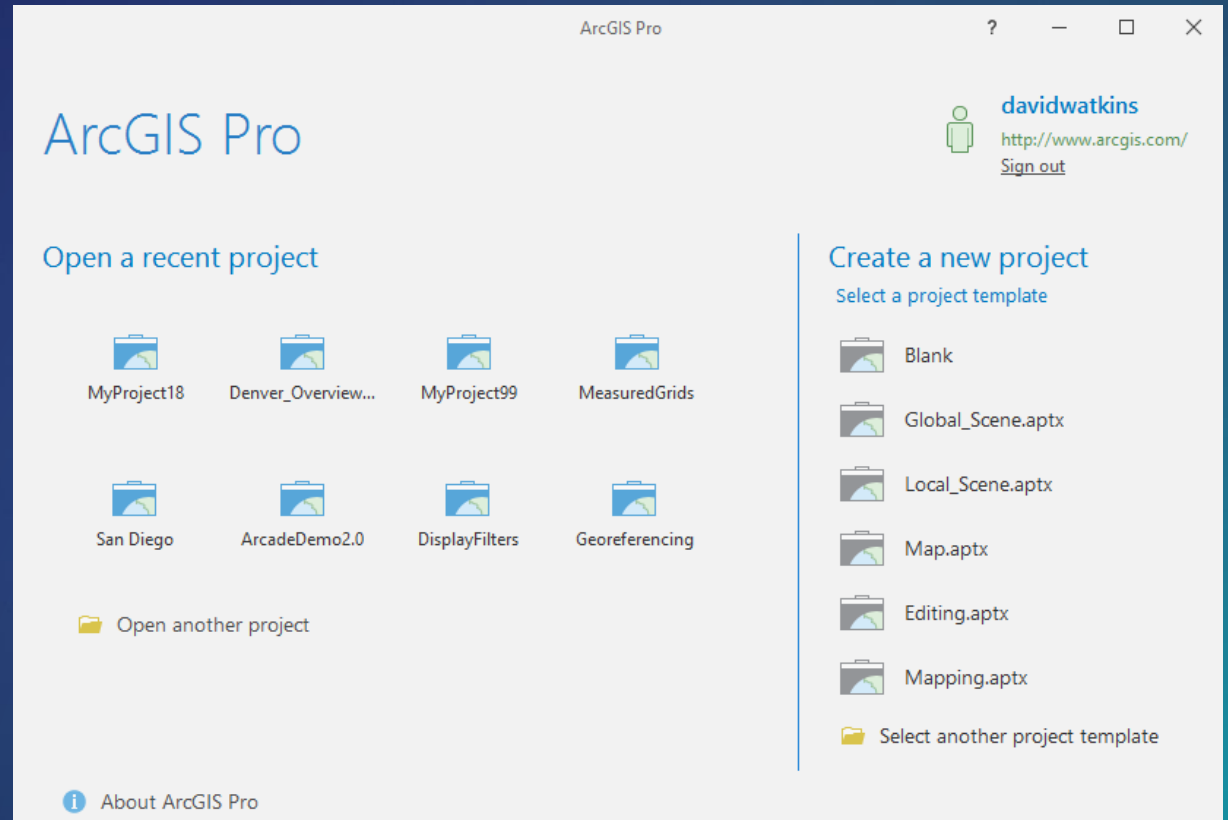 ArcGIS Pro
?
ArcGIS Pro
davidwatkins
http://www.arcgis.com/
Sign out
Open a recent project
MyProject18
Denver_Overview...
MyProject99
MeasuredGrids
San Diego
ArcadeDemo2.0
DisplayFilters
Georeferencing
Open another project
Create a new project
Select a project template
Blank
Global_Scene.aptx
Local_Scene.aptx
Map.aptx
Editing.aptx
Mapping.aptx
Select another project template
i
About ArcGIS Pro